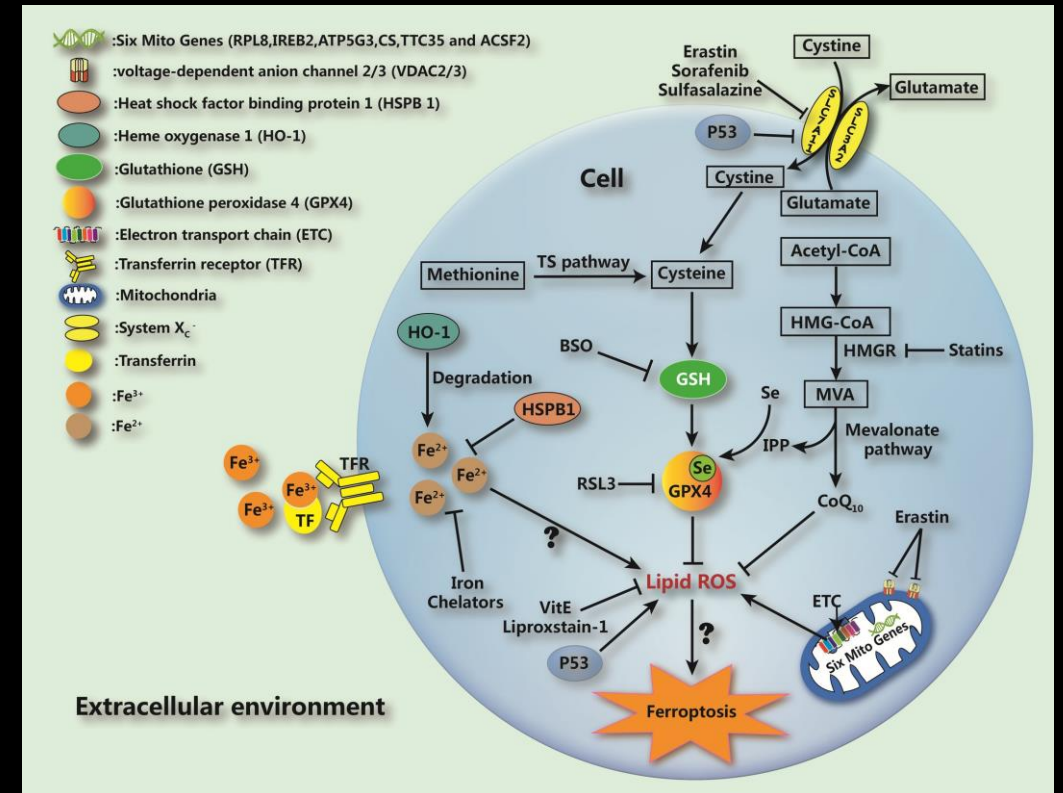 :Six Mito Genes (RPL8,IREB2,ATP5G3,CS,TTC35 and ACSF2)
:voltage-dependent anion channel 2/3 (VDAC2/3)
:Heat shock factor binding protein 1 (HSPB 1)
:Heme oxygenase 1 (HO-1)
:Glutathione (GSH)
:Glutathione peroxidase 4 (GPX4)
:Electron transport chain (ETC)
:Transferrin receptor (TFR)
:Mitochondria
:System Xc-
:Transferrin
:Fe3+
:Fe2+
Erastin
Sorafenib
Sulfasalazine
Cystine
Glutamate
SLC7A11
SLC3A2
P53
Cell
Cystine
Glutamate
Methionine
TS pathway
Cysteine
Acetyl-CoA
HMG-CoA
HMGR
Statins
MVA
Mevalonate
pathway
IPP
CoQ10
HO-1
Degradation
HSPB1
BSO
GSH
Se
Se
GPX4
RSL3
Fe2+
Fe2+
Fe2+
Fe3+
Fe3+
Fe3+
TF
TFR
?
Iron
Chelators
Lipid ROS
VitE
Liproxstain-1
P53
?
Erastin
ETC
Six Mito Genes
Ferroptosis
Extracellular environment